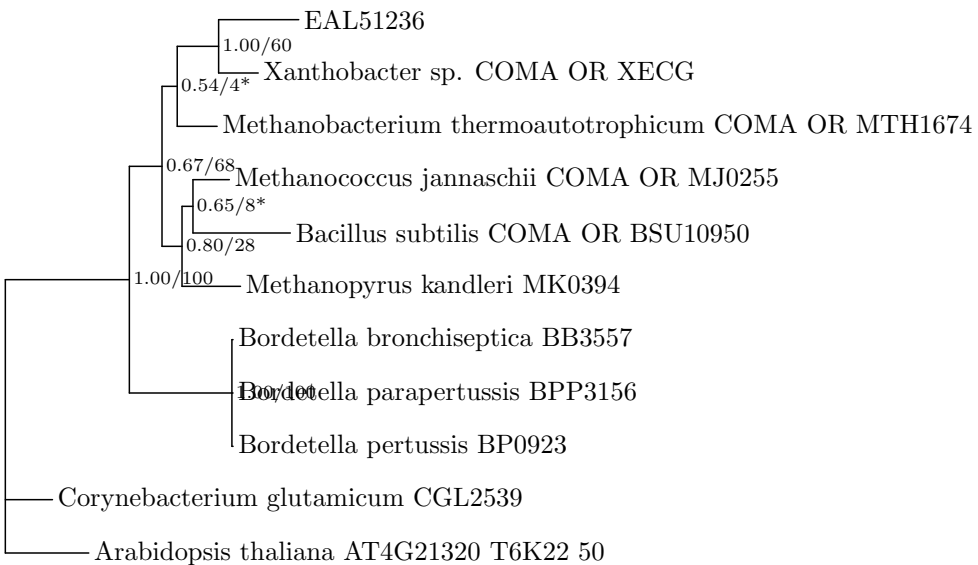 EAL51236
1.00/60
Xanthobacter sp. COMA OR XECG
0.54/4*
Methanobacterium thermoautotrophicum COMA OR MTH1674
0.67/68
Methanococcus jannaschii COMA OR MJ0255
0.65/8*
Bacillus subtilis COMA OR BSU10950
0.80/28
1.00/100
Methanopyrus kandleri MK0394
Bordetella bronchiseptica BB3557
1.00/100
Bordetella parapertussis BPP3156
Bordetella pertussis BP0923
Corynebacterium glutamicum CGL2539
Arabidopsis thaliana AT4G21320 T6K22 50